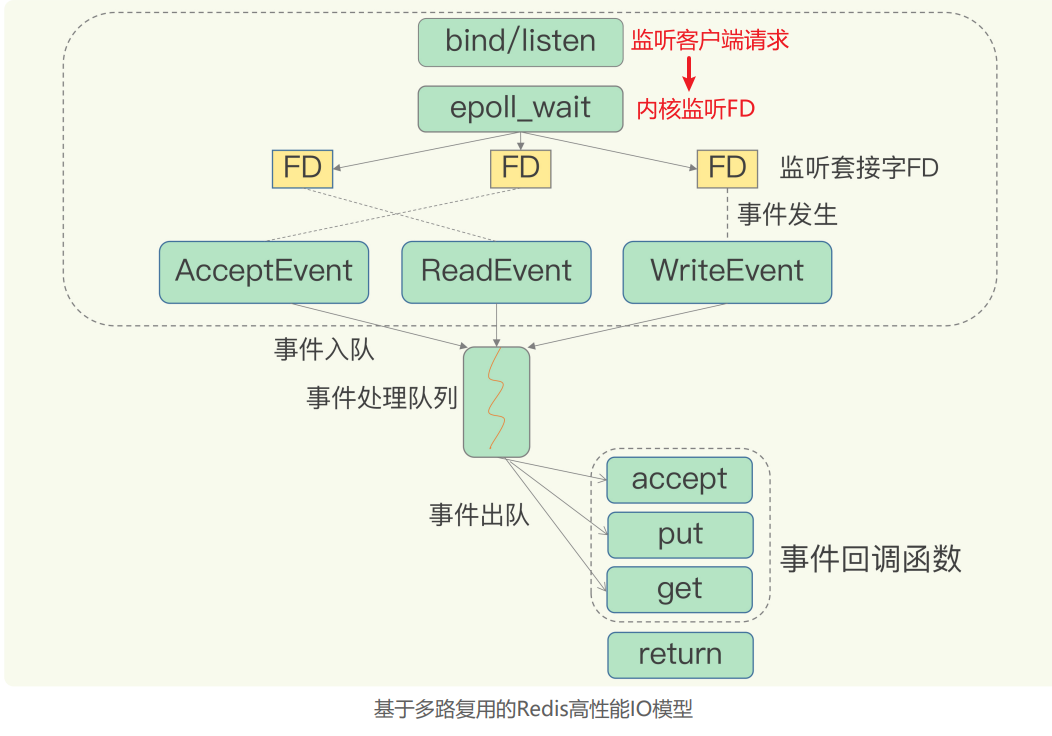 bind/listen 监听客户端请求
epoll_wait 内核监听FD
FD FD FD 监听套接字FD
事件发生
AcceptEvent ReadEvent WriteEvent
事件入队
事件处理队列
accept
事件出队
put
事件回调函数
get
return
基于多路复用的Redis高性能IO模型